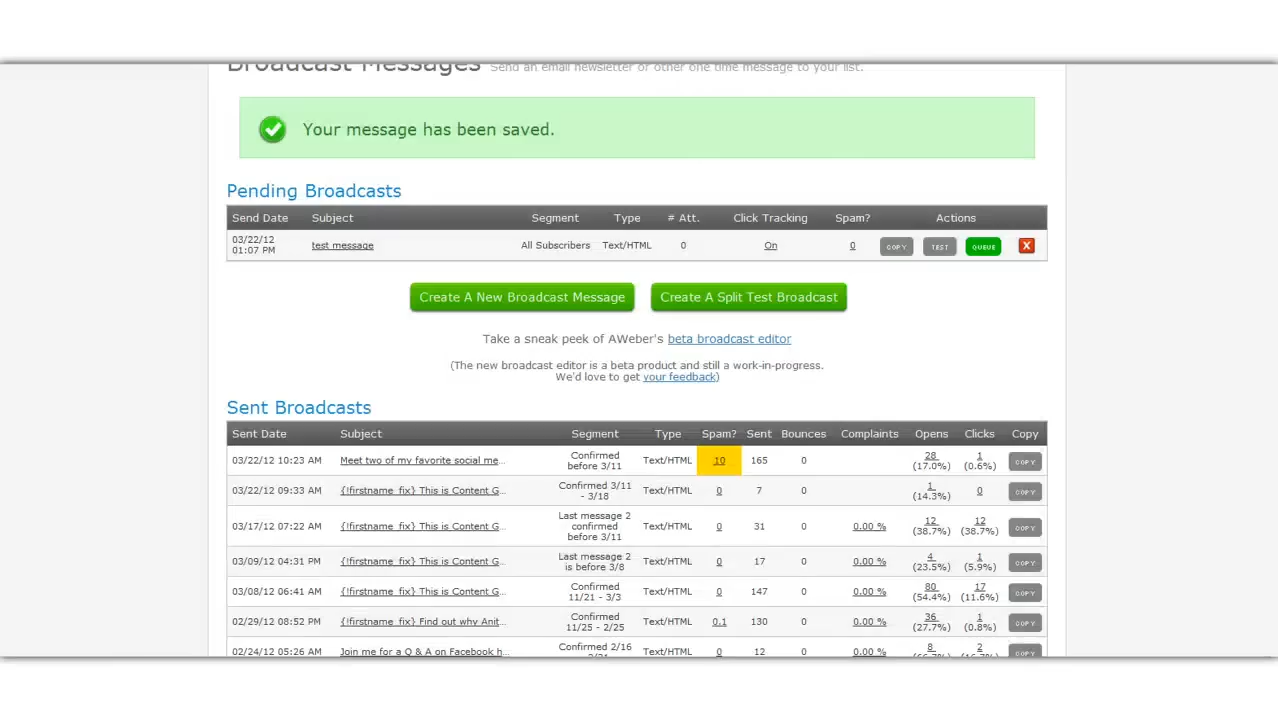 Broadcast Messages Send an email newsletter or other one time message to your list.
Your message has been saved.
Pending Broadcasts
Send Date Subject Segment Type # Att. Click Tracking Spam? Actions
03/22/12
01:07 PM
test message All Subscribers Text/HTML 0 On 0 COPY TEST QUEUE X
Create A New Broadcast Message Create A Split Test Broadcast
Take a sneak peek of AWeber's beta broadcast editor
(The new broadcast editor is a beta product and still a work-in-progress.
We'd love to get your feedback)
Sent Broadcasts
Sent Date Subject Segment Type Spam? Sent Bounces Complaints Opens Clicks Copy
03/22/12 10:23 AM Meet two of my favorite social me... Confirmed before 3/11 Text/HTML 10 165 0 28 (17.0%) 1 (0.6%) COPY
03/22/12 09:33 AM {!firstname_fix} This is Content G... Confirmed 3/11 - 3/18 Text/HTML 0 7 0 1 (14.3%) 0 COPY
03/17/12 07:22 AM {!firstname_fix} This is Content G... Last message 2 confirmed before 3/11 Text/HTML 0 31 0 0.00 % 12 (38.7%) 12 (38.7%) COPY
03/09/12 04:31 PM {!firstname_fix} This is Content G... Last message 2 is before 3/8 Text/HTML 0 17 0 0.00 % 4 (23.5%) 1 (5.9%) COPY
03/08/12 06:41 AM {!firstname_fix} This is Content G... Confirmed 11/21 - 3/3 Text/HTML 0 147 0 0.00 % 80 (54.4%) 17 (11.6%) COPY
02/29/12 08:52 PM {!firstname_fix} Find out why Anit... Confirmed 11/25 - 2/25 Text/HTML 0.1 130 0 0.00 % 36 (27.7%) 1 (0.8%) COPY
02/24/12 05:26 AM Join me for a Q & A on Facebook h... Confirmed 2/16 Text/HTML 0 12 0 0.00 % 8 2 COPY